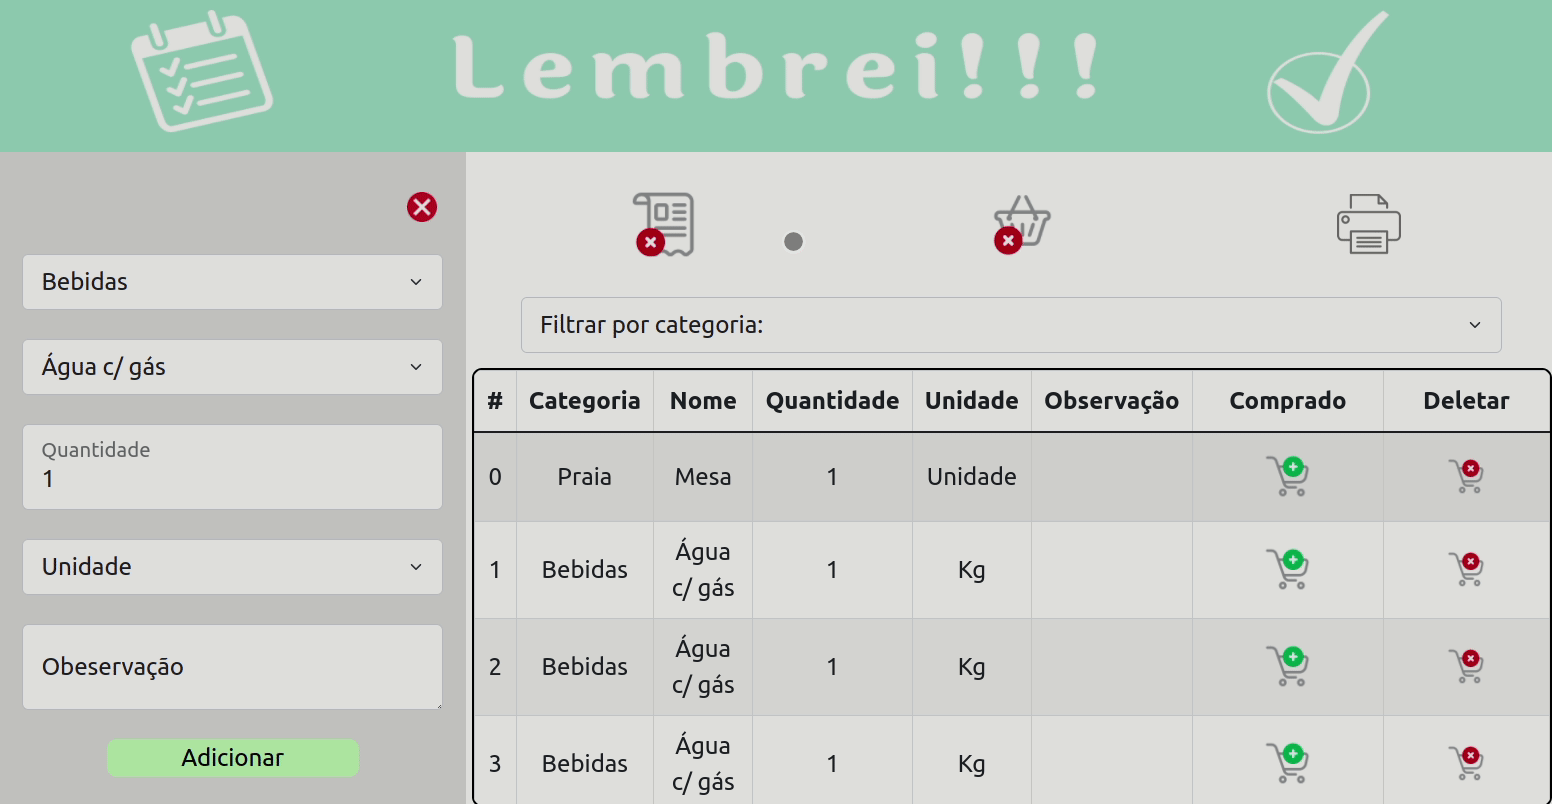 Lembrei!!!
Bebidas
Água c/ gás
Quantidade
1
Unidade
Obeservação
Adicionar
Filtrar por categoria:
# Categoria Nome Quantidade Unidade Observação Comprado Deletar
0 Praia Mesa 1 Unidade
1 Bebidas Água c/ gás 1 Kg
2 Bebidas Água c/ gás 1 Kg
3 Bebidas Água c/ gás 1 Kg